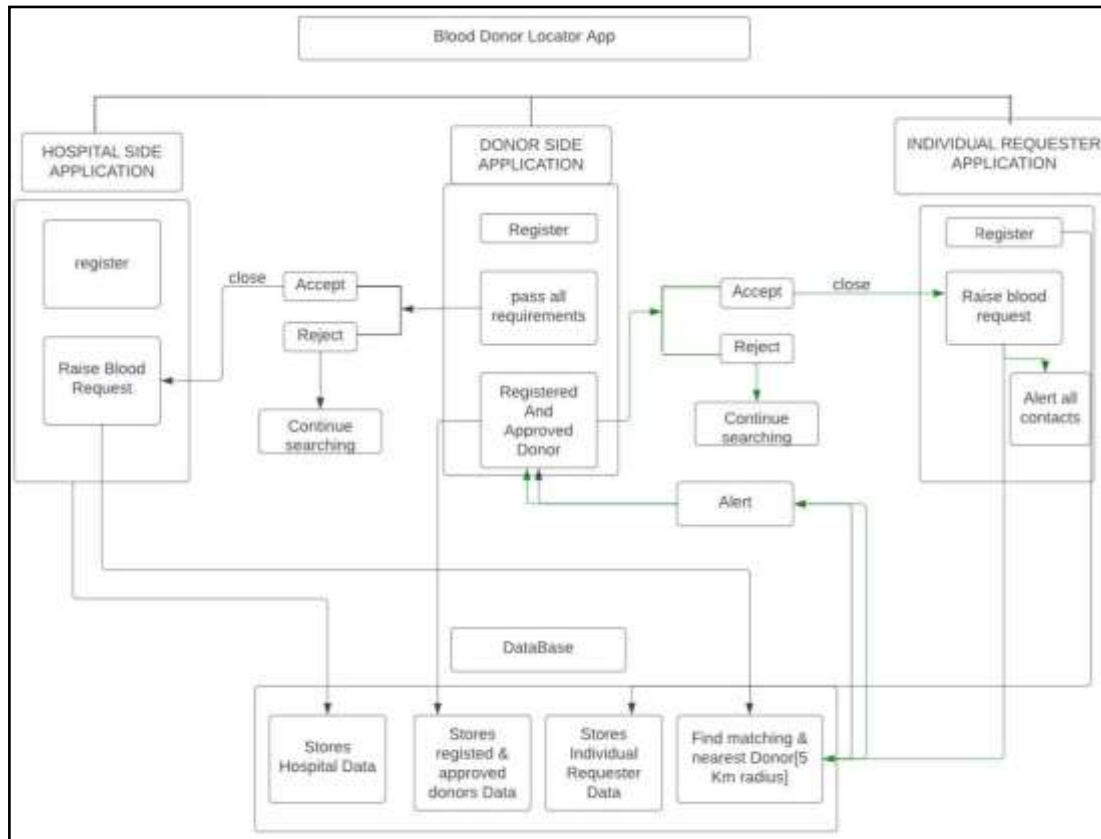 Blood Donor Locator App
HOSPITAL SIDE
APPLICATION
DONOR SIDE
APPLICATION
INDIVIDUAL REQUESTER
APPLICATION
register
Raise Blood
Request
close
Accept
Reject
Continue
searching
Register
pass all
requirements
Registered
And
Approved
Donor
Accept
Reject
close
Continue
searching
Register
Raise blood
request
Alert all
contacts
Alert
DataBase
Stores
Hospital Data
Stores
registed &
approved
donors Data
Stores
Individual
Requester
Data
Find matching &
nearest Donor[5
Km radius]